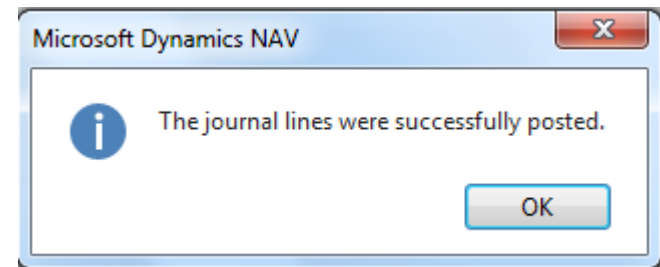 Microsoft Dynamics NAV
The journal lines were successfully posted.
OK